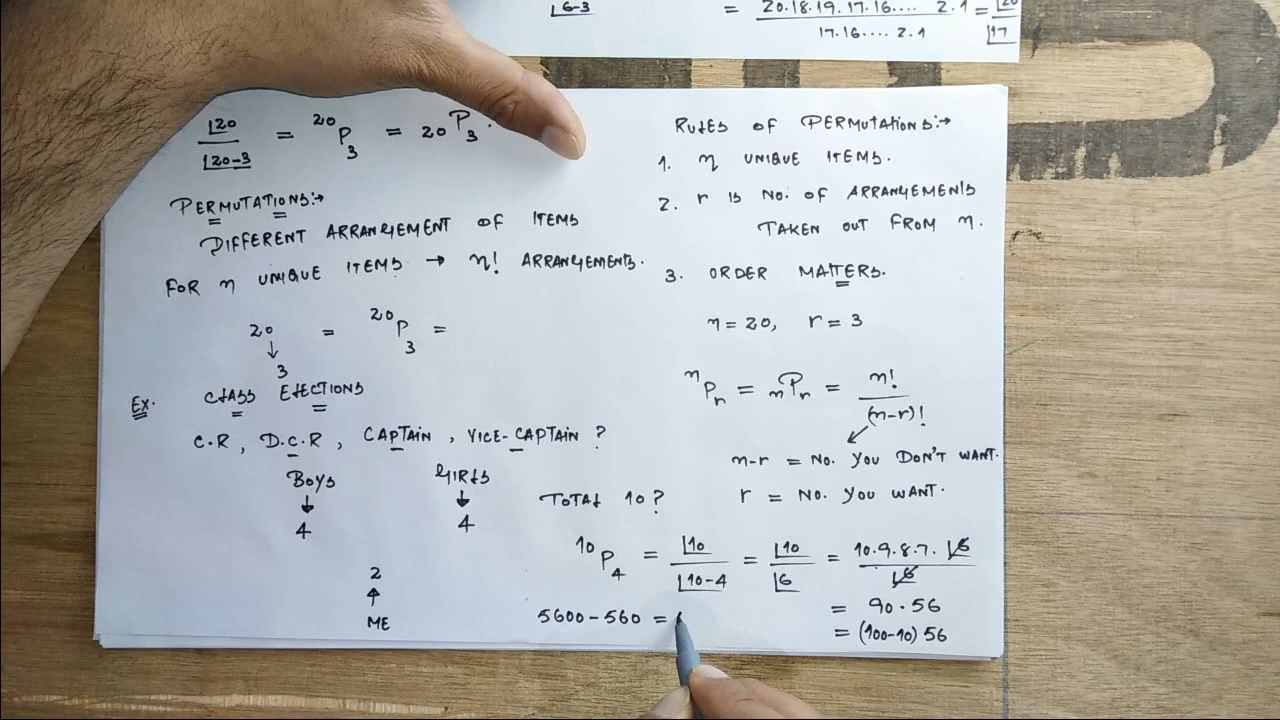 ⌊6-3 = 20.18.19.17.16.... 2.1 / 17.16.... 2.1 = ⌊20 / ⌊17
⌊20 / ⌊20-3 = ²⁰P₃ = 20P₃.
PERMUTATIONS:→
DIFFERENT ARRANGEMENT OF ITEMS
FOR n UNIQUE ITEMS → n! ARRANGEMENTS.
20 = ²⁰P₃ =
↓
3
Ex. CLASS ELECTIONS
C.R, D.C.R, CAPTAIN, VICE-CAPTAIN ?
BOYS GIRLS
↓ ↓
4 4
2
↑
ME
RULES OF PERMUTATIONS:→
1. n UNIQUE ITEMS.
2. r IS NO. OF ARRANGEMENTS
TAKEN OUT FROM n.
3. ORDER MATTERS.
n = 20, r = 3
ⁿPᵣ = nPr = n! / (n-r)!
n-r = NO. YOU DON'T WANT.
r = NO. YOU WANT.
TOTAL 10 ?
¹⁰P₄ = ⌊10 / ⌊10-4 = ⌊10 / ⌊6 = 10.9.8.7.⌊6 / ⌊6
= 90.56
= (100-10) 56
5600-560 =